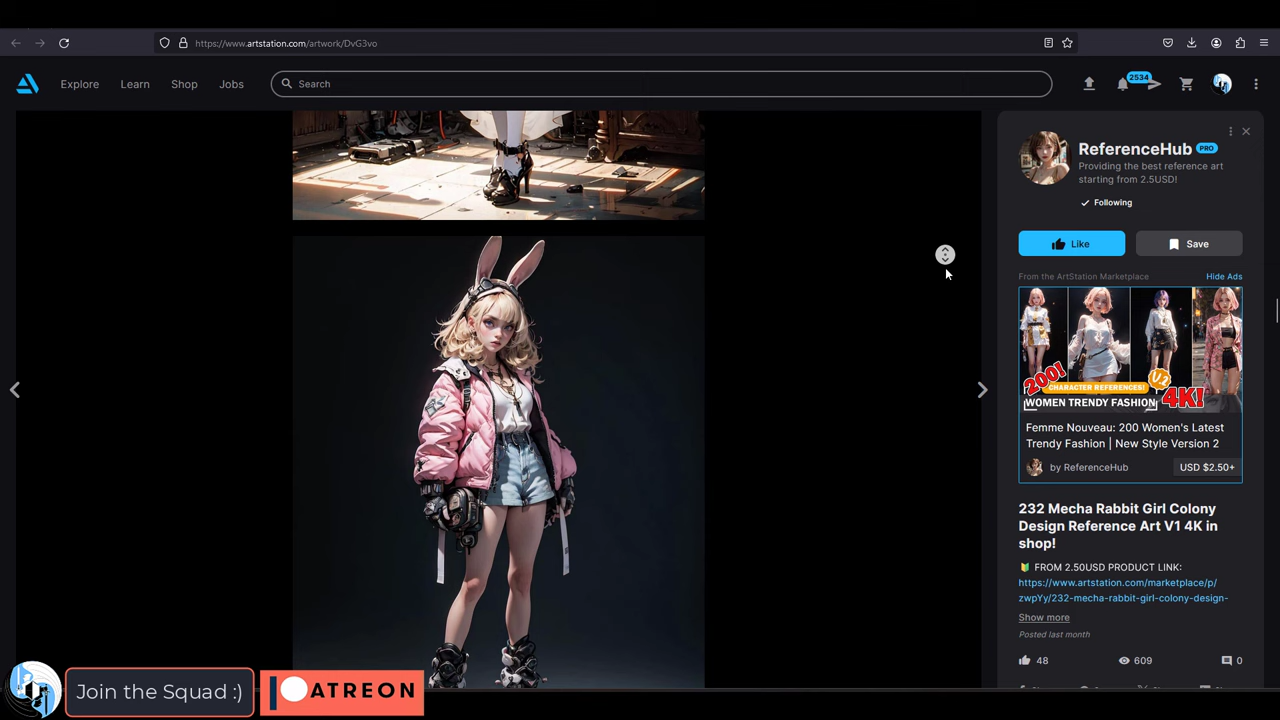 https://www.artstation.com/artwork/DvG3vo
Explore
Learn
Shop
Jobs
Search
2534
ReferenceHub PRO
Providing the best reference art
starting from 2.5USD!
Following
Like
Save
From the ArtStation Marketplace
Hide Ads
200!
CHARACTER REFERENCES!
V2
WOMEN TRENDY FASHION
4K!
Femme Nouveau: 200 Women's Latest
Trendy Fashion | New Style Version 2
by ReferenceHub
USD $2.50+
232 Mecha Rabbit Girl Colony
Design Reference Art V1 4K in
shop!
FROM 2.50USD PRODUCT LINK:
https://www.artstation.com/marketplace/p/
zwpYy/232-mecha-rabbit-girl-colony-design-
Show more
Posted last month
48
609
0
Join the Squad :)
PATREON